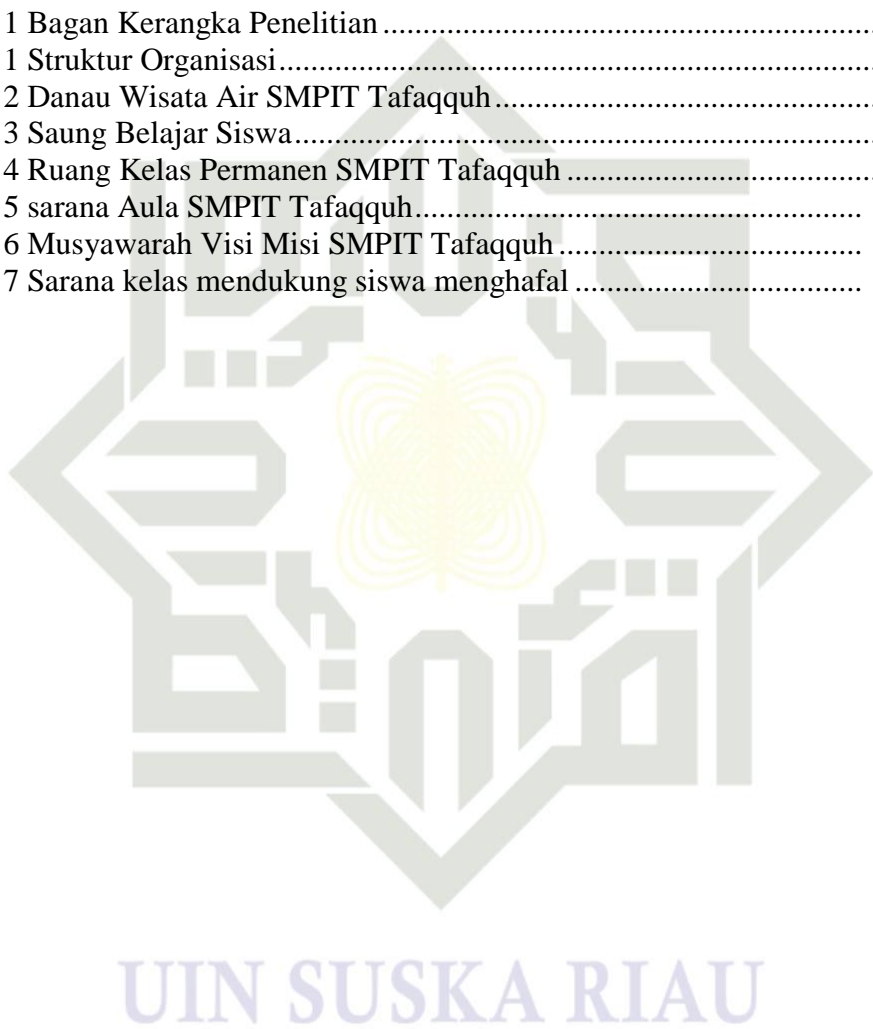 1 Bagan Kerangka Penelitian ................................................................
1 Struktur Organisasi.............................................................................
2 Danau Wisata Air SMPIT Tafaqquh .................................................
3 Saung Belajar Siswa...........................................................................
4 Ruang Kelas Permanen SMPIT Tafaqquh ........................................
5 sarana Aula SMPIT Tafaqquh...........................................................
6 Musyawarah Visi Misi SMPIT Tafaqquh ........................................
7 Sarana kelas mendukung siswa menghafal ......................................
UIN SUSKA RIAU